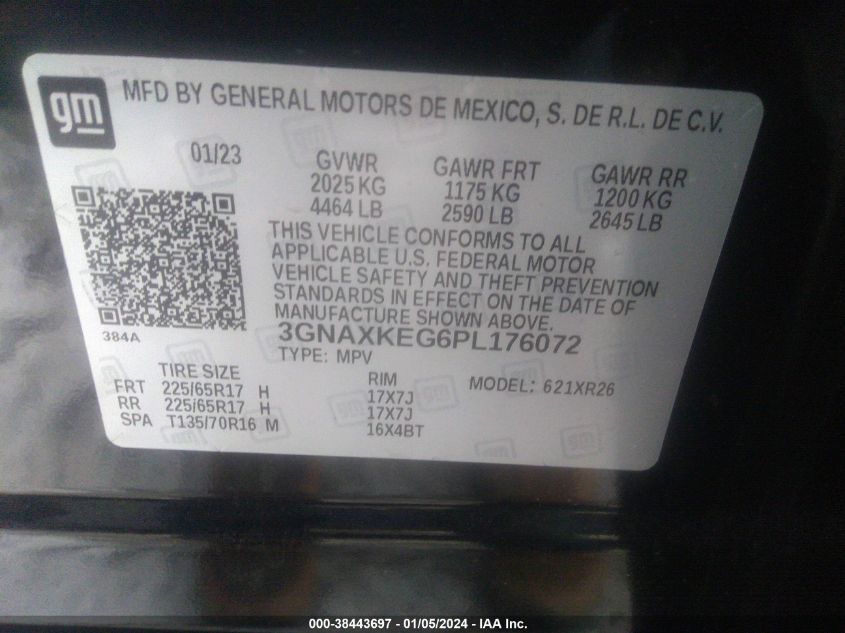 gm
MFD BY GENERAL MOTORS DE MEXICO, S. DE R.L. DE C.V.
01/23 GVWR GAWR FRT GAWR RR
2025 KG 1175 KG 1200 KG
4464 LB 2590 LB 2645 LB
THIS VEHICLE CONFORMS TO ALL
APPLICABLE U.S. FEDERAL MOTOR
VEHICLE SAFETY AND THEFT PREVENTION
STANDARDS IN EFFECT ON THE DATE OF
MANUFACTURE SHOWN ABOVE.
384A
3GNAXKEG6PL176072
TYPE: MPV
TIRE SIZE RIM MODEL: 621XR26
FRT 225/65R17 H 17X7J
RR 225/65R17 H 17X7J
SPA T135/70R16 M 16X4BT
000-38443697 - 01/05/2024 - IAA Inc.